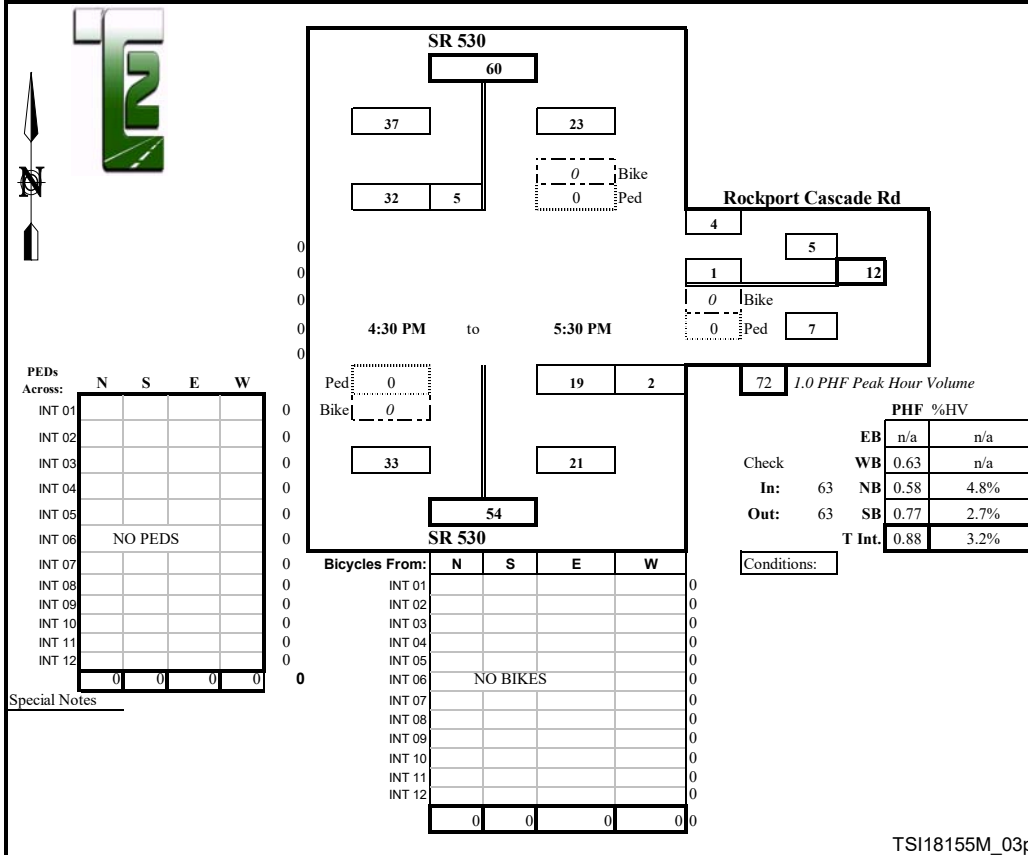 T2
N
SR 530
60
37 23
0 Bike
32 5 0 Ped
Rockport Cascade Rd
4
0 5
0 1 12
0 0 Bike
0 4:30 PM to 5:30 PM 0 Ped 7
0
Ped 0 19 2 72 1.0 PHF Peak Hour Volume
Bike 0
33 21
54
SR 530
PHF %HV
EB n/a n/a
Check WB 0.63 n/a
In: 63 NB 0.58 4.8%
Out: 63 SB 0.77 2.7%
T Int. 0.88 3.2%
Conditions:
PEDs
Across: N S E W
INT 01 0
INT 02 0
INT 03 0
INT 04 0
INT 05 0
INT 06 NO PEDS 0
INT 07 0
INT 08 0
INT 09 0
INT 10 0
INT 11 0
INT 12 0
0 0 0 0 0
Special Notes
Bicycles From: N S E W
INT 01 0
INT 02 0
INT 03 0
INT 04 0
INT 05 0
INT 06 NO BIKES 0
INT 07 0
INT 08 0
INT 09 0
INT 10 0
INT 11 0
INT 12 0
0 0 0 0 0
TSI18155M_03p